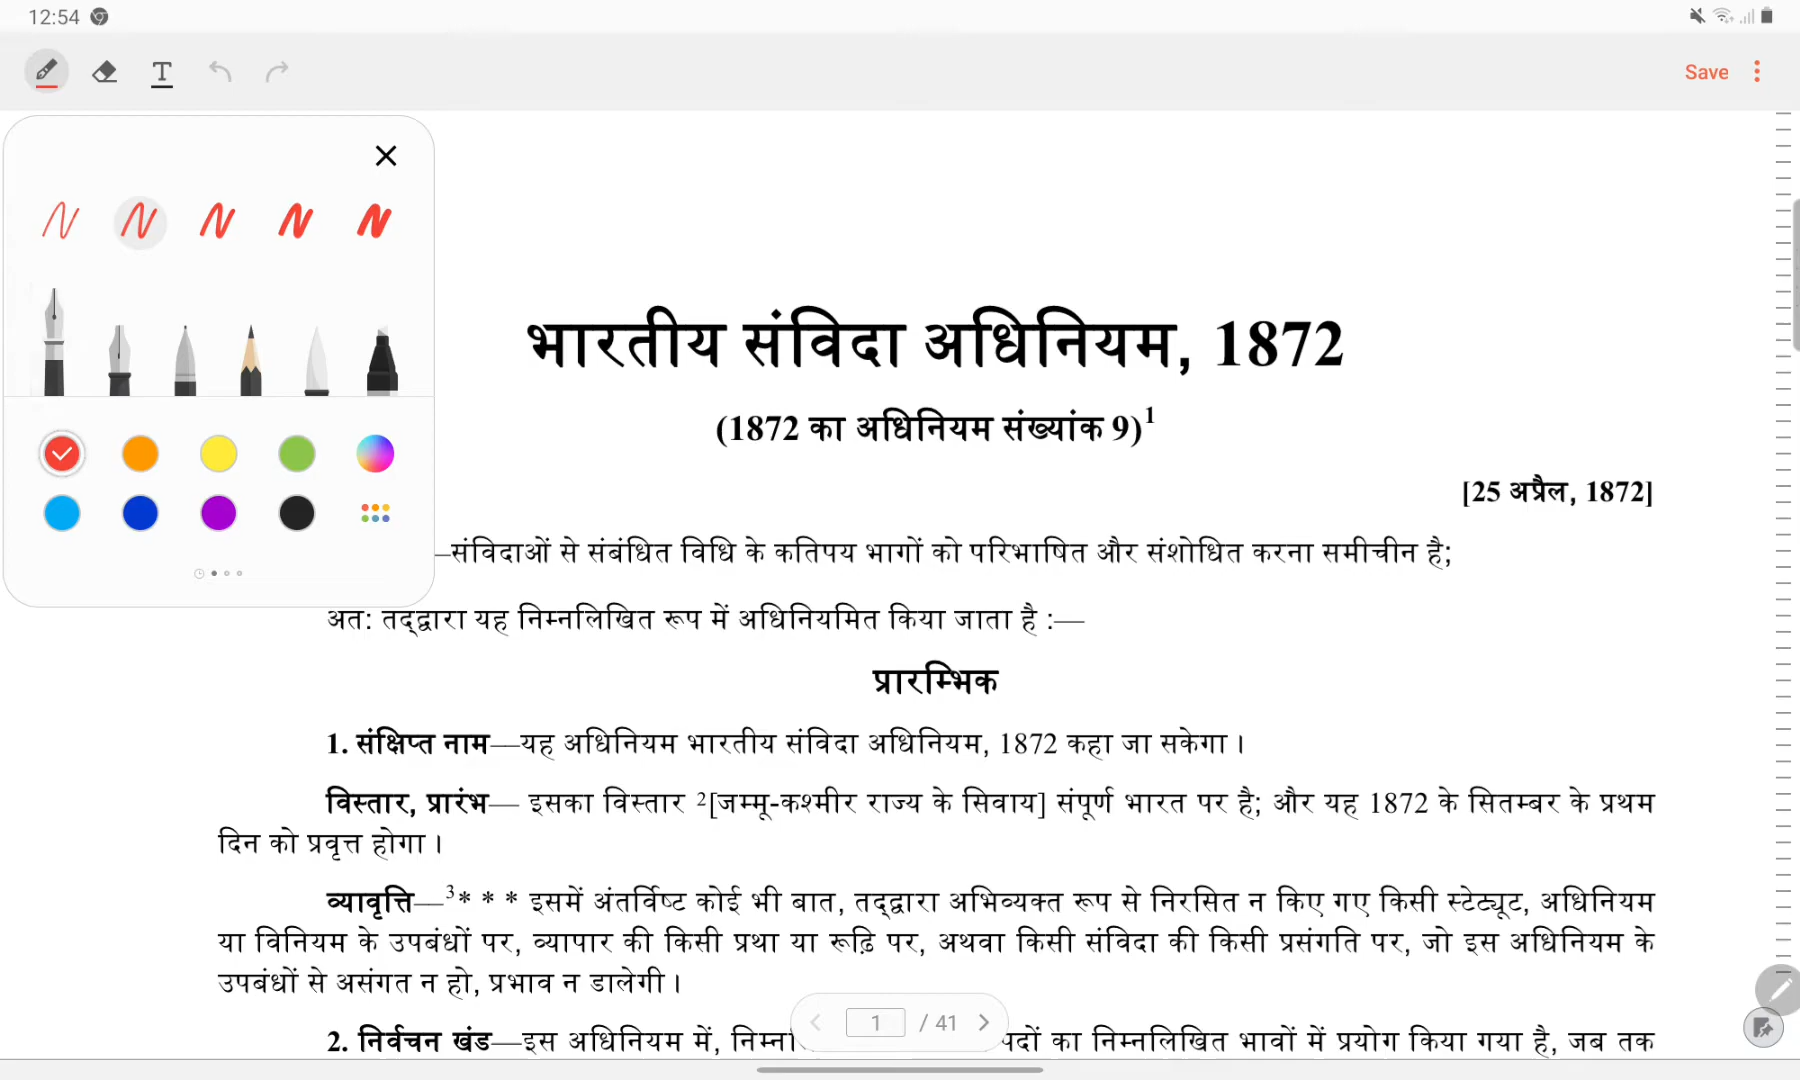 12:54
Save
भारतीय संविदा अधिनियम, 1872
(1872 का अधिनियम संख्यांक 9)1
[25 अप्रैल, 1872]
—संविदाओं से संबंधित विधि के कतिपय भागों को परिभाषित और संशोधित करना समीचीन है;
अत: तद्द्वारा यह निम्नलिखित रूप में अधिनियमित किया जाता है :—
प्रारम्भिक
1. संक्षिप्त नाम—यह अधिनियम भारतीय संविदा अधिनियम, 1872 कहा जा सकेगा ।
विस्तार, प्रारंभ— इसका विस्तार 2[जम्मू-कश्मीर राज्य के सिवाय] संपूर्ण भारत पर है; और यह 1872 के सितम्बर के प्रथम
दिन को प्रवृत्त होगा ।
व्यावृत्ति—3* * * इसमें अंतर्विष्ट कोई भी बात, तद्द्वारा अभिव्यक्त रूप से निरसित न किए गए किसी स्टेट्यूट, अधिनियम
या विनियम के उपबंधों पर, व्यापार की किसी प्रथा या रूढ़ि पर, अथवा किसी संविदा की किसी प्रसंगति पर, जो इस अधिनियम के
उपबंधों से असंगत न हो, प्रभाव न डालेगी ।
2. निर्वचन खंड—इस अधिनियम में, पदों का निम्नलिखित भावों में प्रयोग किया गया है, जब तक
1 / 41